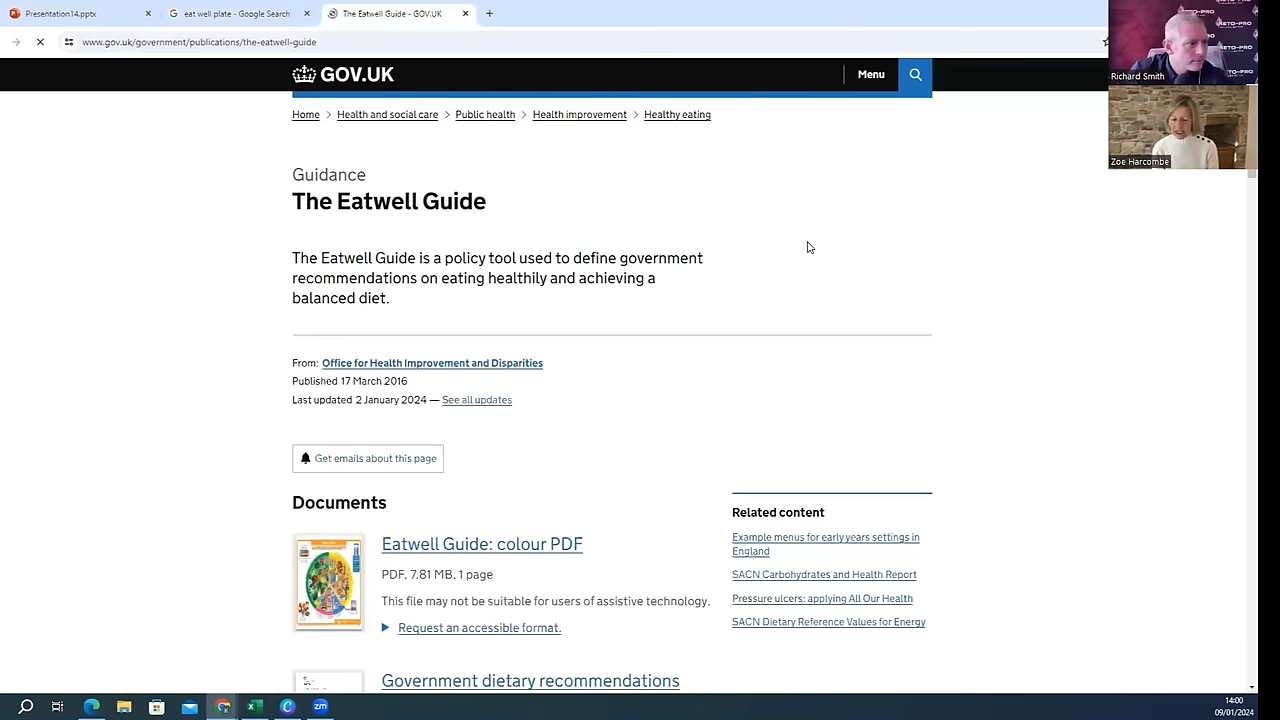 Presentation14.pptx
eat well plate - Google Search
The Eatwell Guide - GOV.UK
www.gov.uk/government/publications/the-eatwell-guide
KETO-PRO
KETO-PRO
Richard Smith
Zoe Harcombe
GOV.UK
Menu
Home > Health and social care > Public health > Health improvement > Healthy eating
Guidance
The Eatwell Guide
The Eatwell Guide is a policy tool used to define government
recommendations on eating healthily and achieving a
balanced diet.
From: Office for Health Improvement and Disparities
Published 17 March 2016
Last updated 2 January 2024 — See all updates
Get emails about this page
Documents
Eatwell Guide: colour PDF
PDF, 7.81 MB, 1 page
This file may not be suitable for users of assistive technology.
Request an accessible format.
Government dietary recommendations
Related content
Example menus for early years settings in
England
SACN Carbohydrates and Health Report
Pressure ulcers: applying All Our Health
SACN Dietary Reference Values for Energy
zm
14:00
09/01/2024